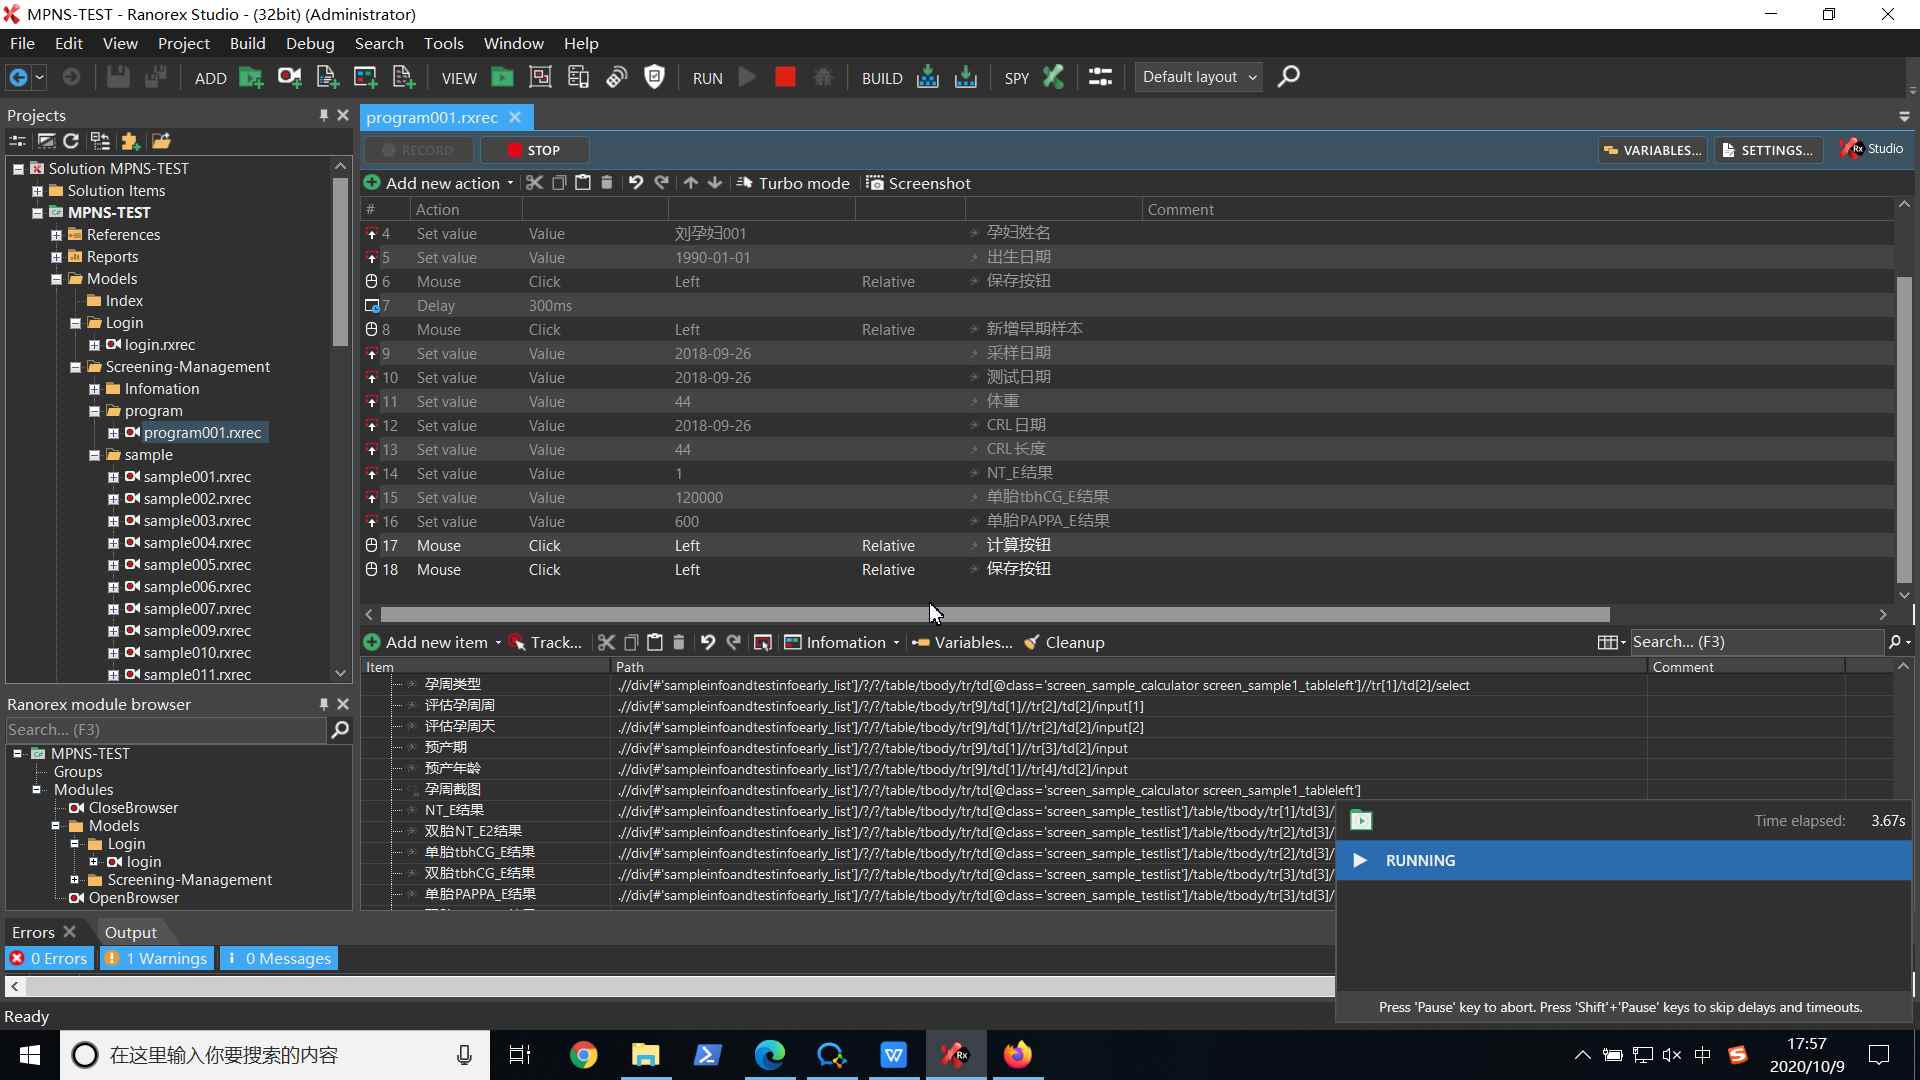 MPNS-TEST - Ranorex Studio - (32bit) (Administrator)
File Edit View Project Build Debug Search Tools Window Help
ADD VIEW RUN BUILD SPY Default layout
Projects
Solution MPNS-TEST
Solution Items
MPNS-TEST
References
Reports
Models
Index
Login
login.rxrec
Screening-Management
Infomation
program
program001.rxrec
sample
sample001.rxrec
sample002.rxrec
sample003.rxrec
sample004.rxrec
sample005.rxrec
sample006.rxrec
sample007.rxrec
sample009.rxrec
sample010.rxrec
sample011.rxrec
Ranorex module browser
Search... (F3)
MPNS-TEST
Groups
Modules
CloseBrowser
Models
Login
login
Screening-Management
OpenBrowser
program001.rxrec
RECORD STOP VARIABLES... SETTINGS... Rx Studio
Add new action Turbo mode Screenshot
# Action Comment
4 Set value Value 刘孕妇001 孕妇姓名
5 Set value Value 1990-01-01 出生日期
6 Mouse Click Left Relative 保存按钮
7 Delay 300ms
8 Mouse Click Left Relative 新增早期样本
9 Set value Value 2018-09-26 采样日期
10 Set value Value 2018-09-26 测试日期
11 Set value Value 44 体重
12 Set value Value 2018-09-26 CRL日期
13 Set value Value 44 CRL长度
14 Set value Value 1 NT_E结果
15 Set value Value 120000 单胎tbhCG_E结果
16 Set value Value 600 单胎PAPPA_E结果
17 Mouse Click Left Relative 计算按钮
18 Mouse Click Left Relative 保存按钮
Add new item Track... Infomation Variables... Cleanup Search... (F3)
Item Path Comment
孕周类型 .//div[#'sampleinfoandtestinfoearly_list']/?/?/table/tbody/tr/td[@class='screen_sample_calculator screen_sample1_tableleft']//tr[1]/td[2]/select
评估孕周周 .//div[#'sampleinfoandtestinfoearly_list']/?/?/table/tbody/tr[9]/td[1]//tr[2]/td[2]/input[1]
评估孕周天 .//div[#'sampleinfoandtestinfoearly_list']/?/?/table/tbody/tr[9]/td[1]//tr[2]/td[2]/input[2]
预产期 .//div[#'sampleinfoandtestinfoearly_list']/?/?/table/tbody/tr[9]/td[1]//tr[3]/td[2]/input
预产年龄 .//div[#'sampleinfoandtestinfoearly_list']/?/?/table/tbody/tr[9]/td[1]//tr[4]/td[2]/input
孕周截图 .//div[#'sampleinfoandtestinfoearly_list']/?/?/table/tbody/tr/td[@class='screen_sample_calculator screen_sample1_tableleft']
NT_E结果 .//div[#'sampleinfoandtestinfoearly_list']/?/?/table/tbody/tr/td[@class='screen_sample_testlist']/table/tbody/tr[1]/td[3]/
双胎NT_E2结果 .//div[#'sampleinfoandtestinfoearly_list']/?/?/table/tbody/tr/td[@class='screen_sample_testlist']/table/tbody/tr[2]/td[3]/
单胎tbhCG_E结果 .//div[#'sampleinfoandtestinfoearly_list']/?/?/table/tbody/tr/td[@class='screen_sample_testlist']/table/tbody/tr[2]/td[3]/
双胎tbhCG_E结果 .//div[#'sampleinfoandtestinfoearly_list']/?/?/table/tbody/tr/td[@class='screen_sample_testlist']/table/tbody/tr[3]/td[3]/
单胎PAPPA_E结果 .//div[#'sampleinfoandtestinfoearly_list']/?/?/table/tbody/tr/td[@class='screen_sample_testlist']/table/tbody/tr[3]/td[3]/
Time elapsed: 3.67s
RUNNING
Press 'Pause' key to abort. Press 'Shift'+'Pause' keys to skip delays and timeouts.
Errors Output
0 Errors 1 Warnings 0 Messages
Ready
在这里输入你要搜索的内容
Rx
中
17:57
2020/10/9